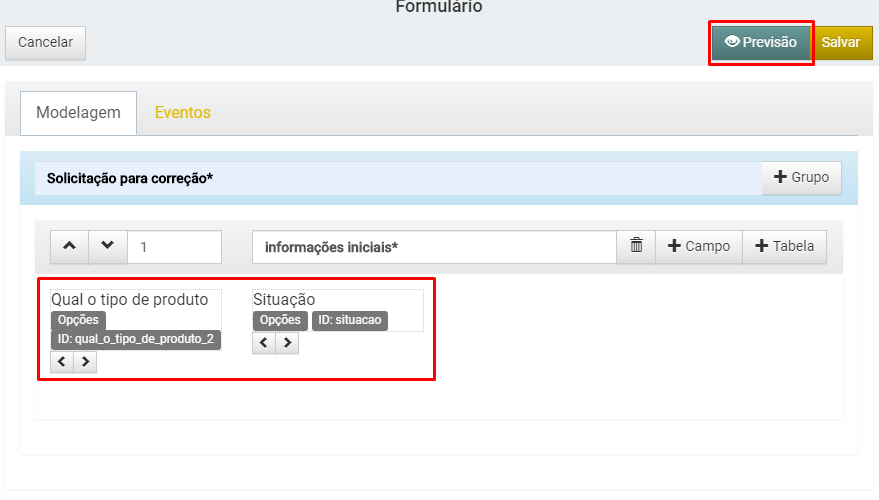 Formulário
Cancelar
Previsão Salvar
Modelagem Eventos
Solicitação para correção* Grupo
1 informações iniciais* Campo Tabela
Qual o tipo de produto Situação
Opções Opções ID: situacao
ID: qual_o_tipo_de_produto_2